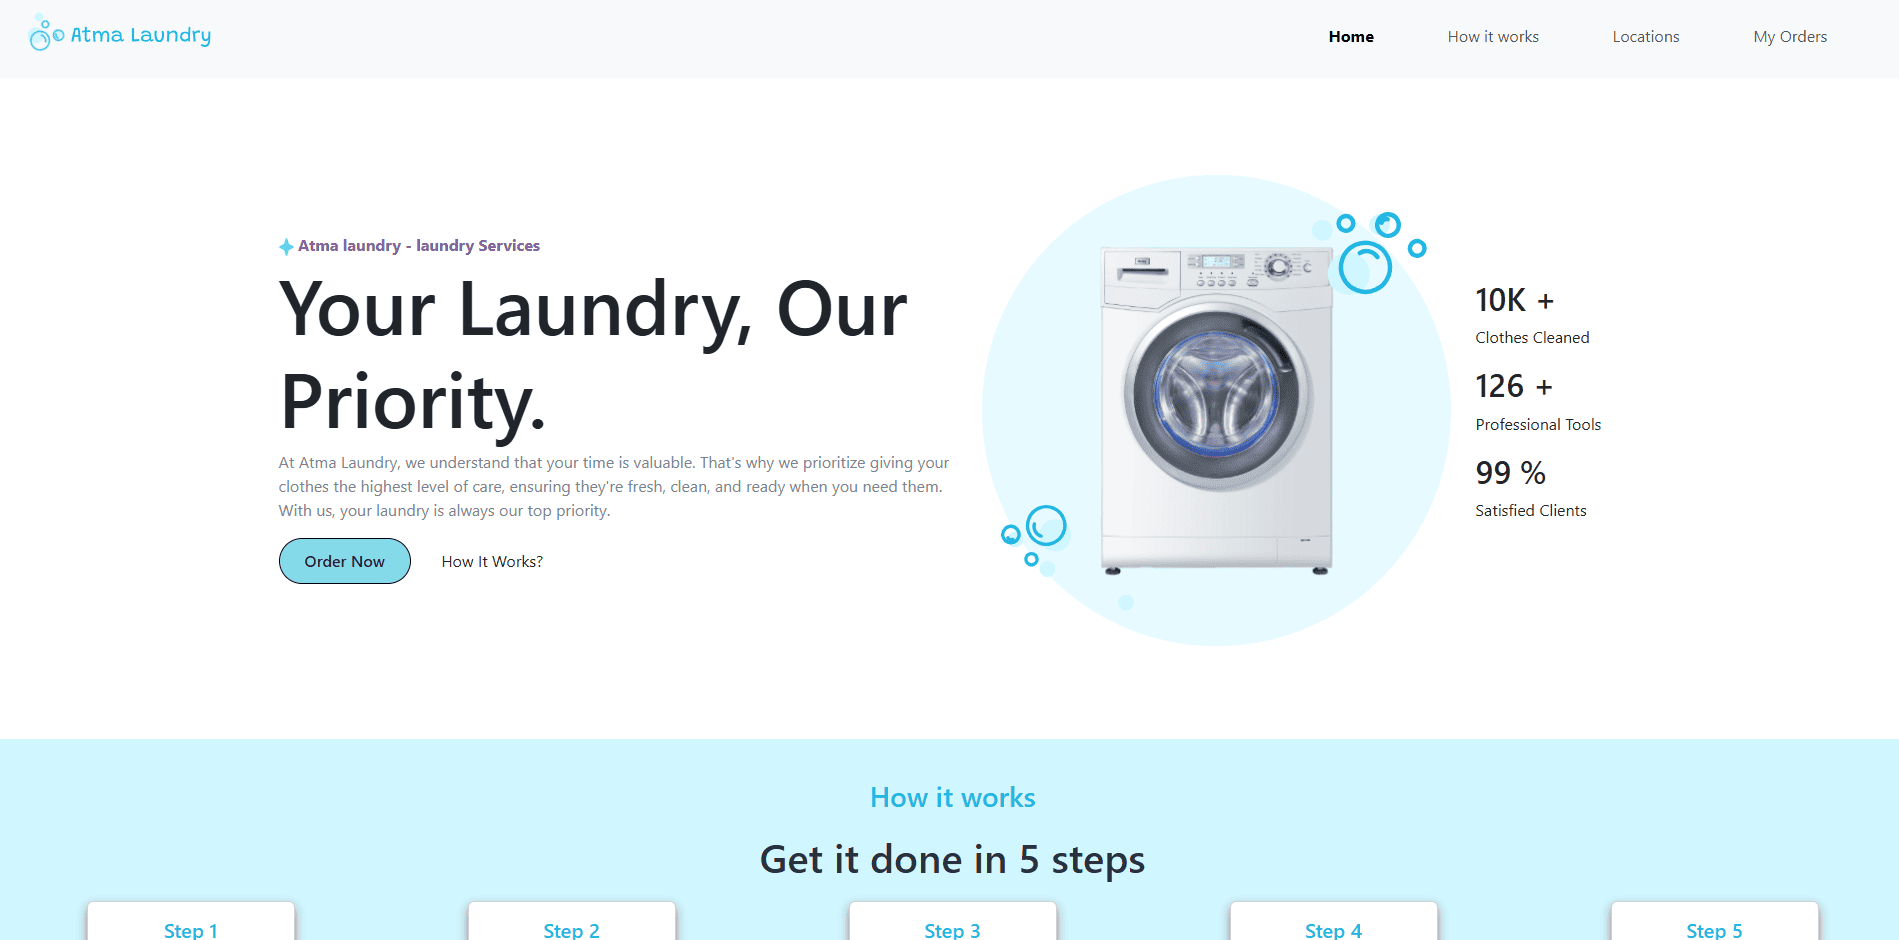 Atma Laundry
Home
How it works
Locations
My Orders
Atma laundry - laundry Services
Your Laundry, Our
Priority.
At Atma Laundry, we understand that your time is valuable. That's why we prioritize giving your
clothes the highest level of care, ensuring they're fresh, clean, and ready when you need them.
With us, your laundry is always our top priority.
Order Now
How It Works?
10K +
Clothes Cleaned
126 +
Professional Tools
99 %
Satisfied Clients
How it works
Get it done in 5 steps
Step 1
Step 2
Step 3
Step 4
Step 5